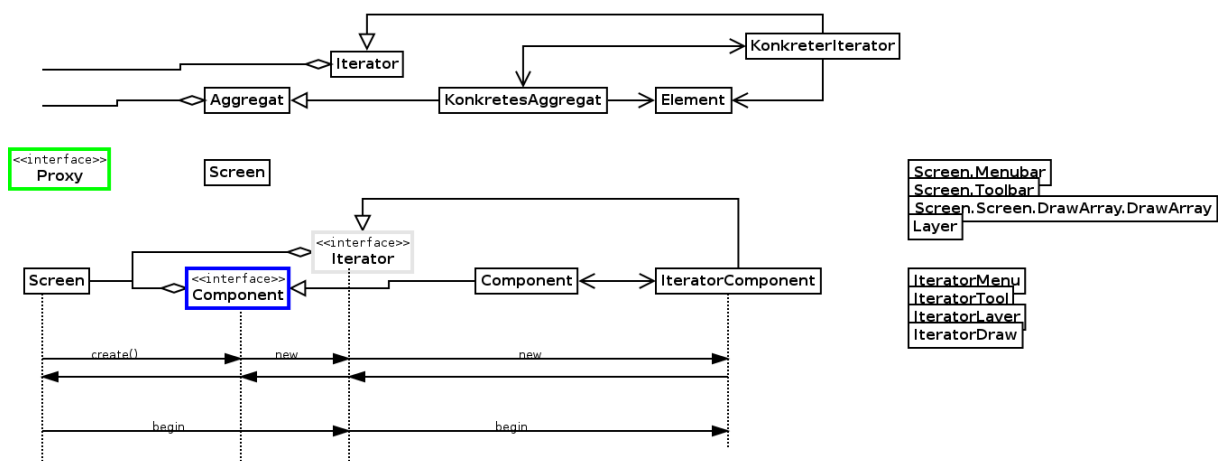 KonkreterIterator
Iterator
Aggregat
KonkretesAggregat
Element
<<interface>>
Proxy
Screen
Screen.Menubar
Screen.Toolbar
Screen.Screen.DrawArray.DrawArray
Layer
<<interface>>
Iterator
Screen
<<interface>>
Component
Component
IteratorComponent
IteratorMenu
IteratorTool
IteratorLayer
IteratorDraw
create()
new
new
begin
begin